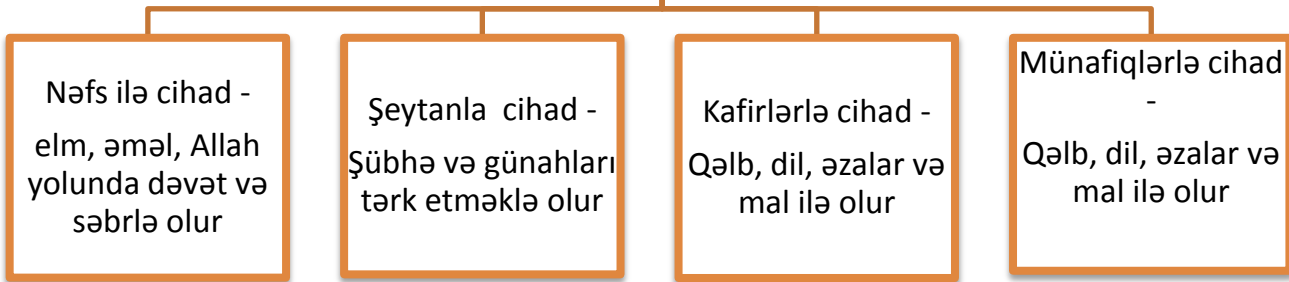 Nəfs ilə cihad -
elm, əməl, Allah
yolunda dəvət və
səbrlə olur
Şeytanla  cihad -
Şübhə və günahları
tərk etməklə olur
Kafirlərlə cihad -
Qəlb, dil, əzalar və
mal ilə olur
Münafiqlərlə cihad
-
Qəlb, dil, əzalar və
mal ilə olur